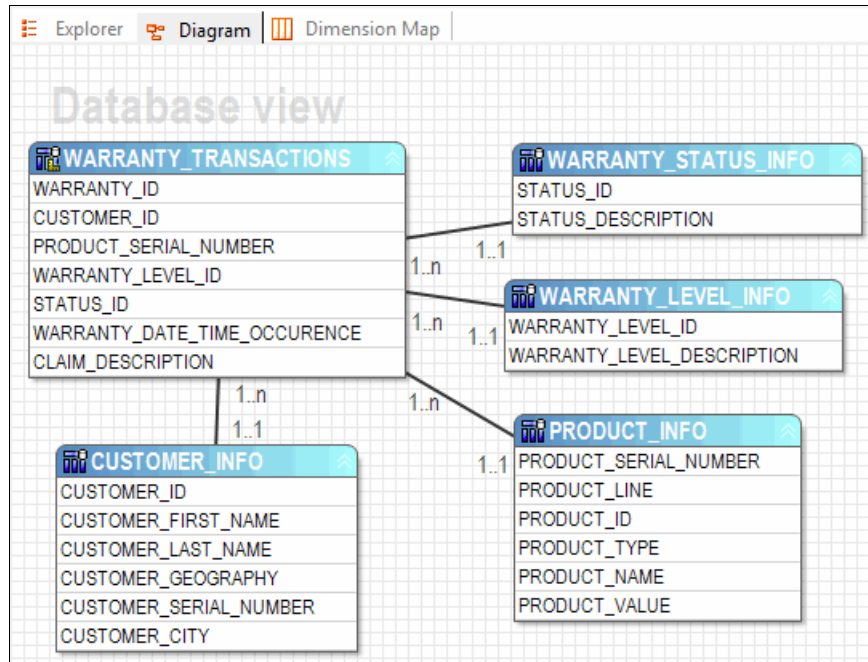 Explorer
Diagram
Dimension Map
Database view
WARRANTY_TRANSACTIONS
WARRANTY_ID
CUSTOMER_ID
PRODUCT_SERIAL_NUMBER
WARRANTY_LEVEL_ID
STATUS_ID
WARRANTY_DATE_TIME_OCCURENCE
CLAIM_DESCRIPTION
WARRANTY_STATUS_INFO
STATUS_ID
STATUS_DESCRIPTION
1..n
1..1
WARRANTY_LEVEL_INFO
WARRANTY_LEVEL_ID
WARRANTY_LEVEL_DESCRIPTION
1..n
1..1
1..n
1..1
1..n
1..1
CUSTOMER_INFO
CUSTOMER_ID
CUSTOMER_FIRST_NAME
CUSTOMER_LAST_NAME
CUSTOMER_GEOGRAPHY
CUSTOMER_SERIAL_NUMBER
CUSTOMER_CITY
PRODUCT_INFO
PRODUCT_SERIAL_NUMBER
PRODUCT_LINE
PRODUCT_ID
PRODUCT_TYPE
PRODUCT_NAME
PRODUCT_VALUE